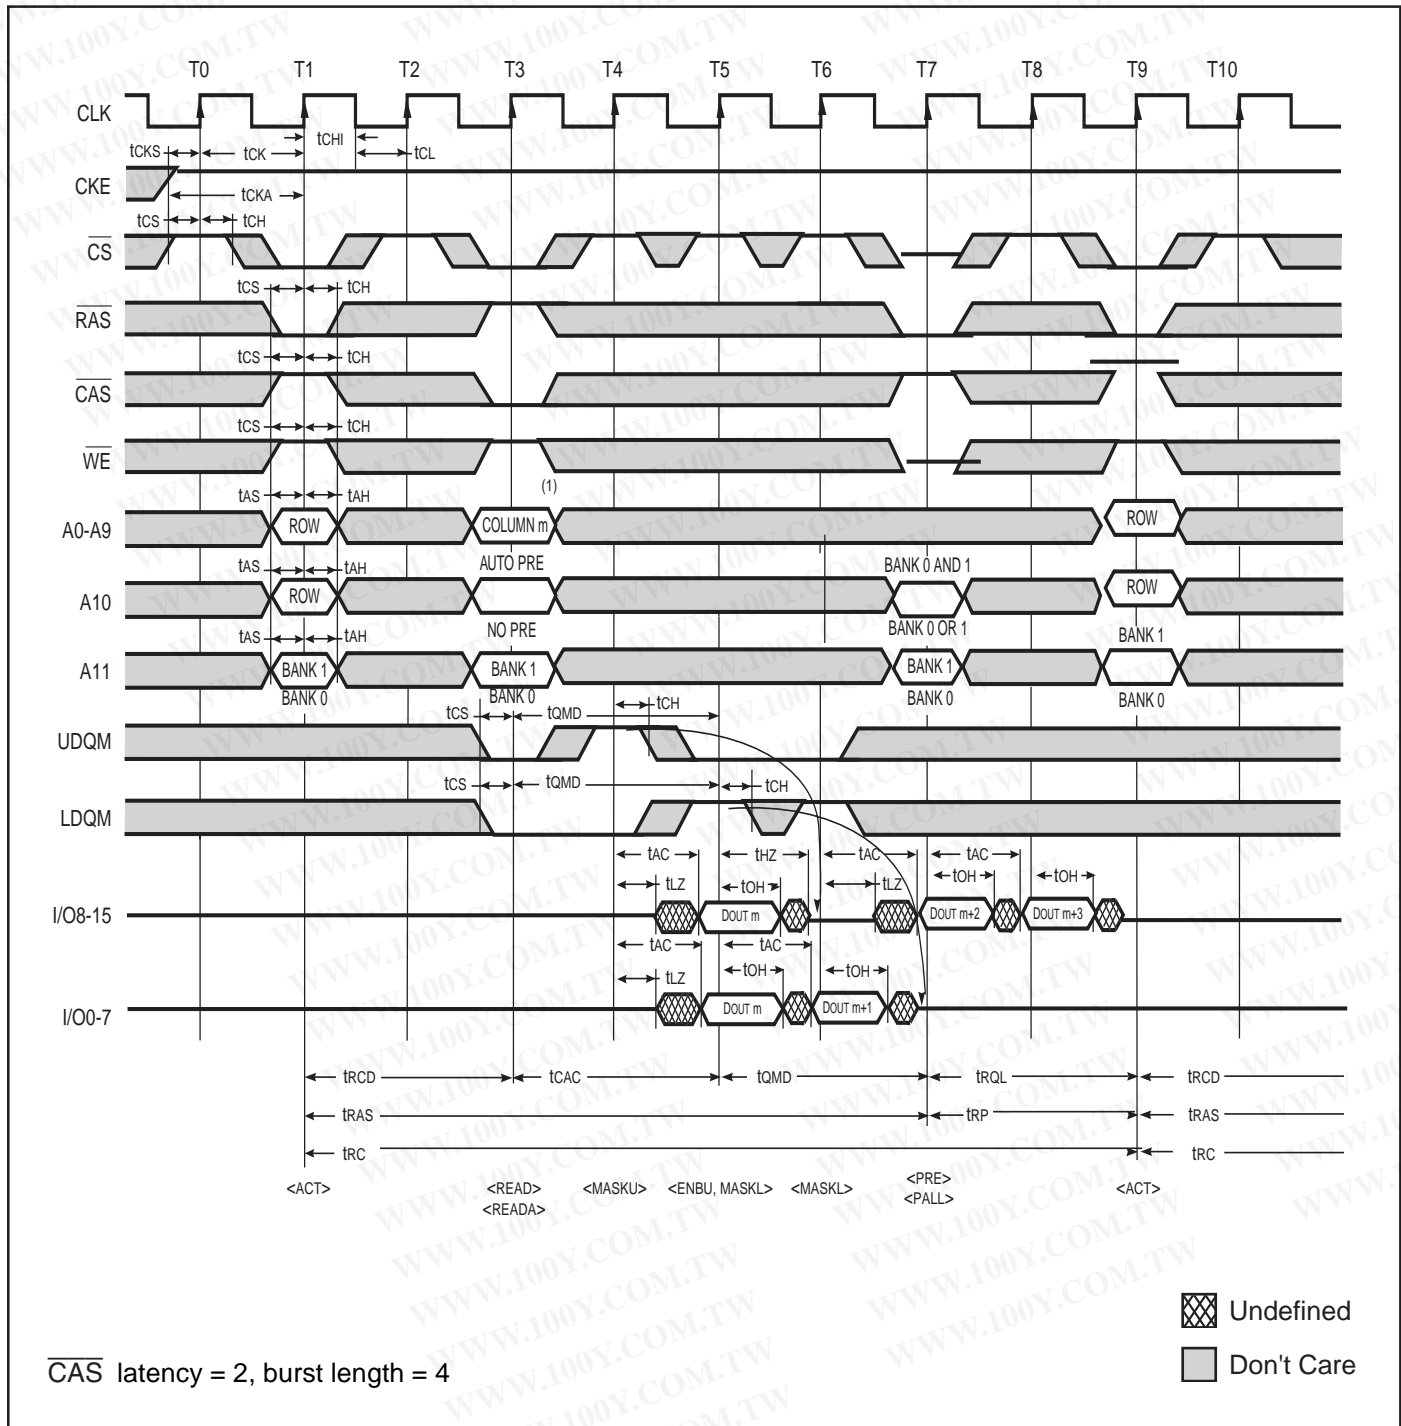 T0 T1 T2 T3 T4 T5 T6 T7 T8 T9 T10
CLK
tCHI
tCKS tCK tCL
CKE
tCKA
tCS tCH
CS
tCS tCH
RAS
tCS tCH
CAS
tCS tCH
WE
tAS tAH (1)
A0-A9 ROW COLUMN m ROW
tAS tAH AUTO PRE BANK 0 AND 1
A10 ROW ROW
tAS tAH NO PRE BANK 0 OR 1 BANK 1
A11 BANK 1 BANK 1 BANK 1
BANK 0 BANK 0 BANK 0 BANK 0
tCS tQMD tCH
UDQM
tCS tQMD tCH
LDQM
tAC tHZ tAC tAC
tLZ tOH tLZ tOH tOH
I/O8-15 DOUT m DOUT m+2 DOUT m+3
tAC tAC
tLZ tOH tOH
I/O0-7 DOUT m DOUT m+1
tRCD tCAC tQMD tRQL tRCD
tRAS tRP tRAS
tRC tRC
<ACT> <READ> <MASKU> <ENBU, MASKL> <MASKL> <PRE> <ACT>
<READA> <PALL>
Undefined
Don't Care
CAS latency = 2, burst length = 4
WWW.100Y.COM.TW